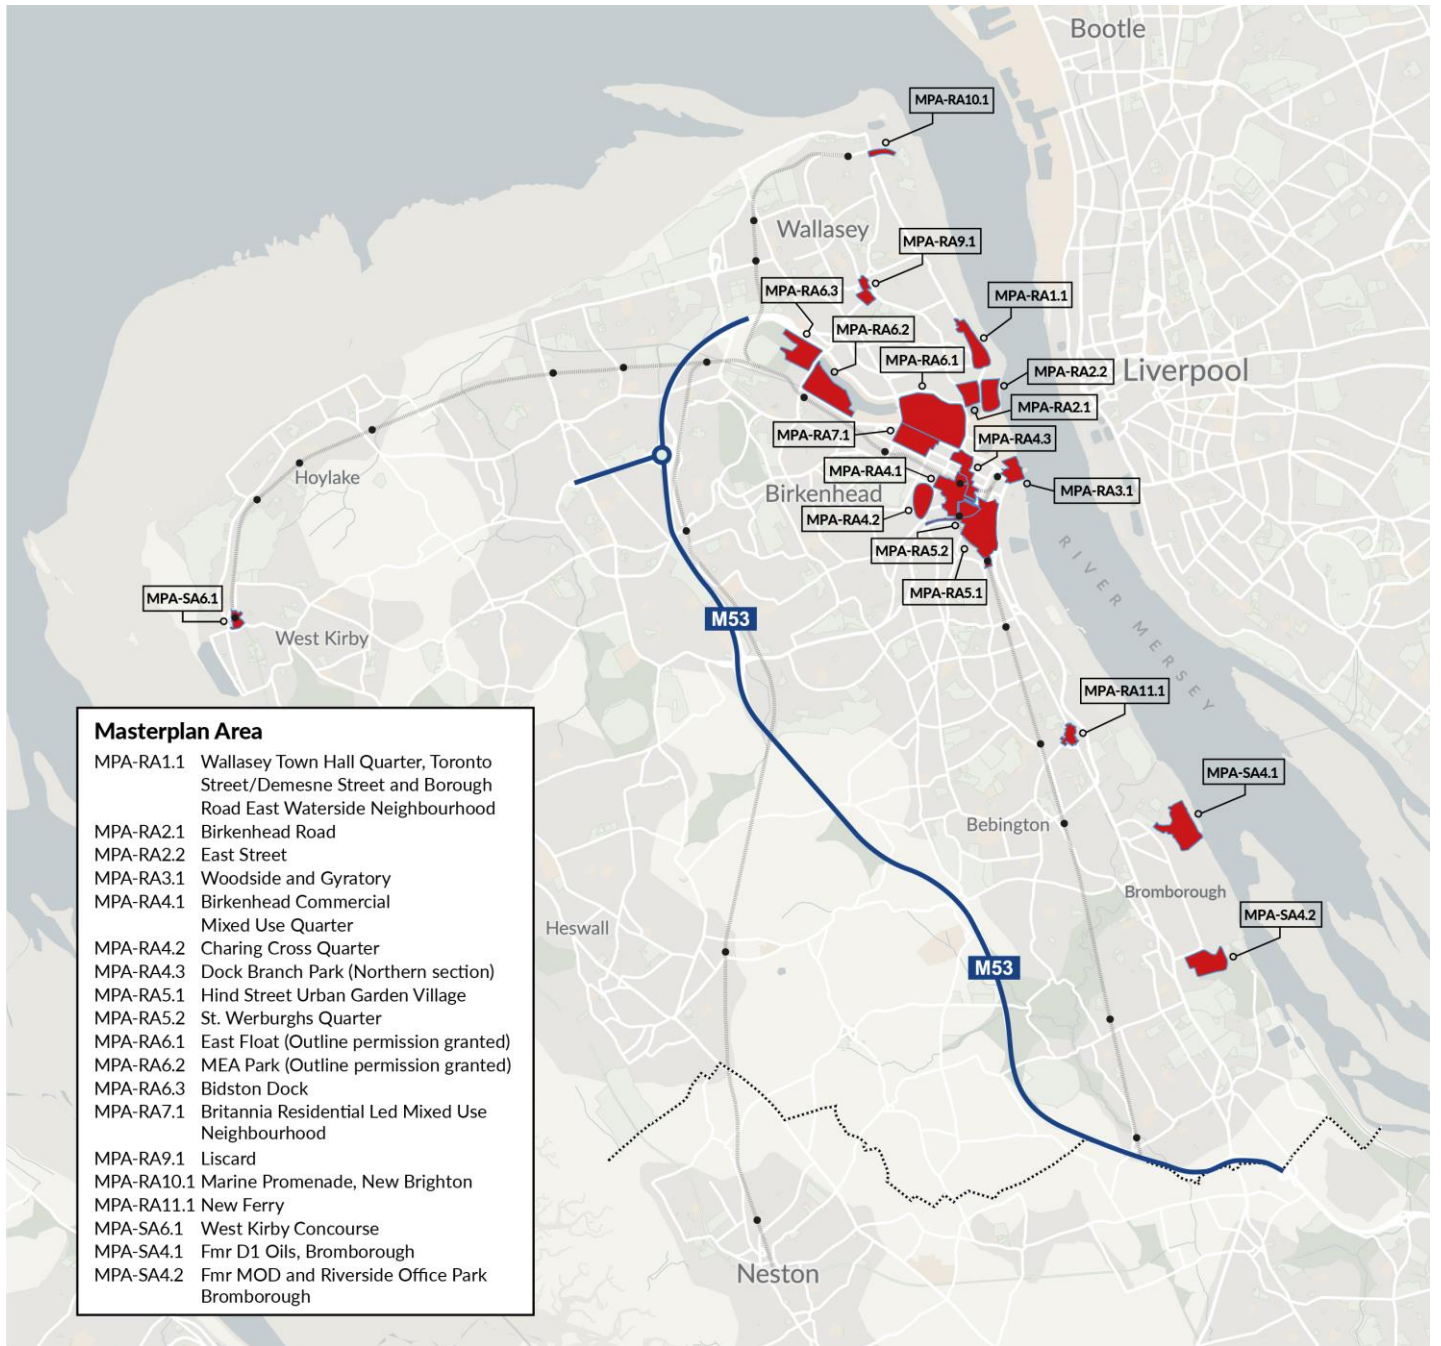 Bootle
MPA-RA10.1
Wallasey
MPA-RA9.1
MPA-RA6.3
MPA-RA1.1
MPA-RA6.2
MPA-RA6.1
Liverpool
MPA-RA2.2
MPA-RA2.1
MPA-RA7.1
MPA-RA4.3
MPA-RA4.1
Hoylake
Birkenhead
MPA-RA3.1
MPA-RA4.2
MPA-RA5.2
MPA-RA5.1
MPA-SA6.1
West Kirby
M53
RIVER MERSEY
MPA-RA11.1
MPA-SA4.1
Bebington
Bromborough
MPA-SA4.2
Heswall
M53
Neston
Masterplan Area
MPA-RA1.1 Wallasey Town Hall Quarter, Toronto
Street/Demesne Street and Borough
Road East Waterside Neighbourhood
MPA-RA2.1 Birkenhead Road
MPA-RA2.2 East Street
MPA-RA3.1 Woodside and Gyratory
MPA-RA4.1 Birkenhead Commercial
Mixed Use Quarter
MPA-RA4.2 Charing Cross Quarter
MPA-RA4.3 Dock Branch Park (Northern section)
MPA-RA5.1 Hind Street Urban Garden Village
MPA-RA5.2 St. Werburghs Quarter
MPA-RA6.1 East Float (Outline permission granted)
MPA-RA6.2 MEA Park (Outline permission granted)
MPA-RA6.3 Bidston Dock
MPA-RA7.1 Britannia Residential Led Mixed Use
Neighbourhood
MPA-RA9.1 Liscard
MPA-RA10.1 Marine Promenade, New Brighton
MPA-RA11.1 New Ferry
MPA-SA6.1 West Kirby Concourse
MPA-SA4.1 Fmr D1 Oils, Bromborough
MPA-SA4.2 Fmr MOD and Riverside Office Park
Bromborough